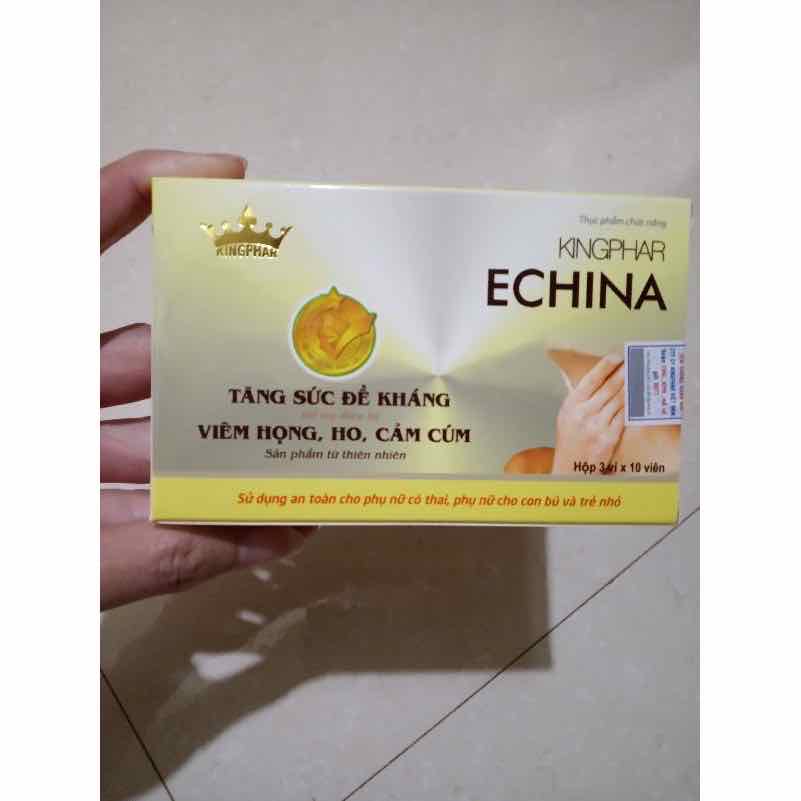 KINGPHAR
Thực phẩm chức năng
KINGPHAR
ECHINA
TĂNG SỨC ĐỀ KHÁNG
VIÊM HỌNG, HO, CẢM CÚM
Sản phẩm từ thiên nhiên
Hộp 3 vỉ x 10 viên
Sử dụng an toàn cho phụ nữ có thai, phụ nữ cho con bú và trẻ nhỏ